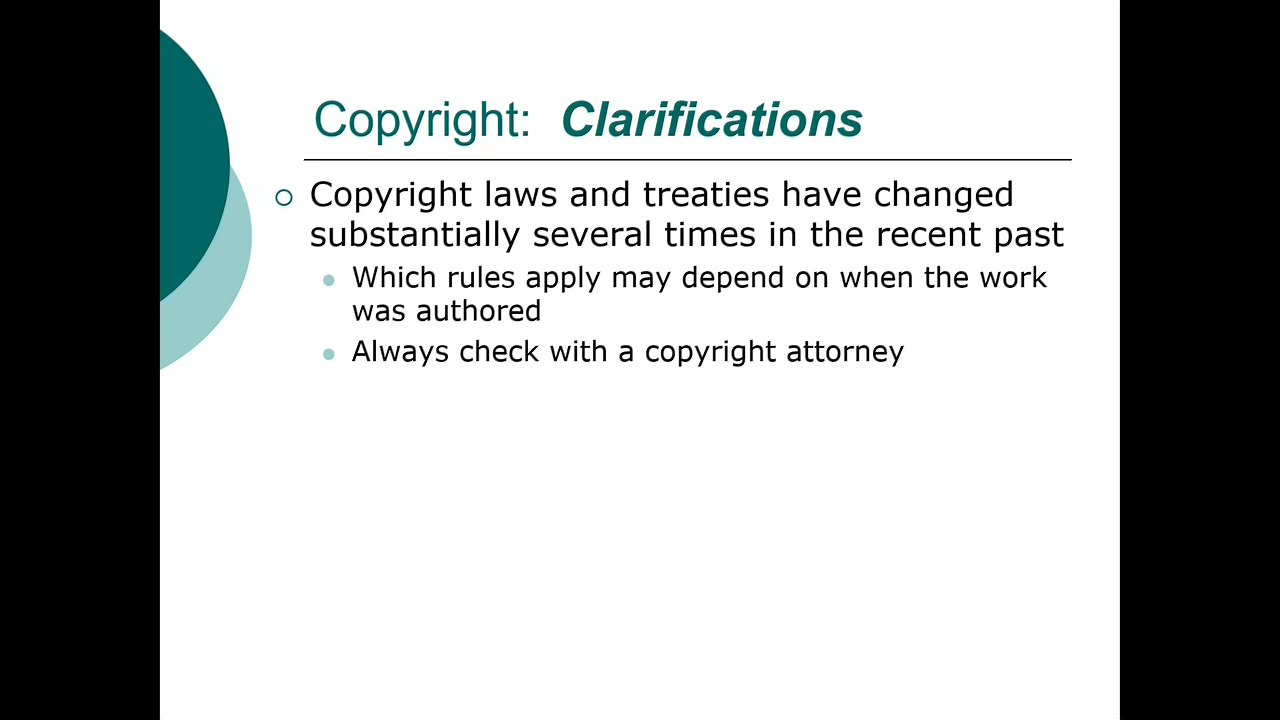 Copyright: Clarifications
Copyright laws and treaties have changed
substantially several times in the recent past
Which rules apply may depend on when the work
was authored
Always check with a copyright attorney